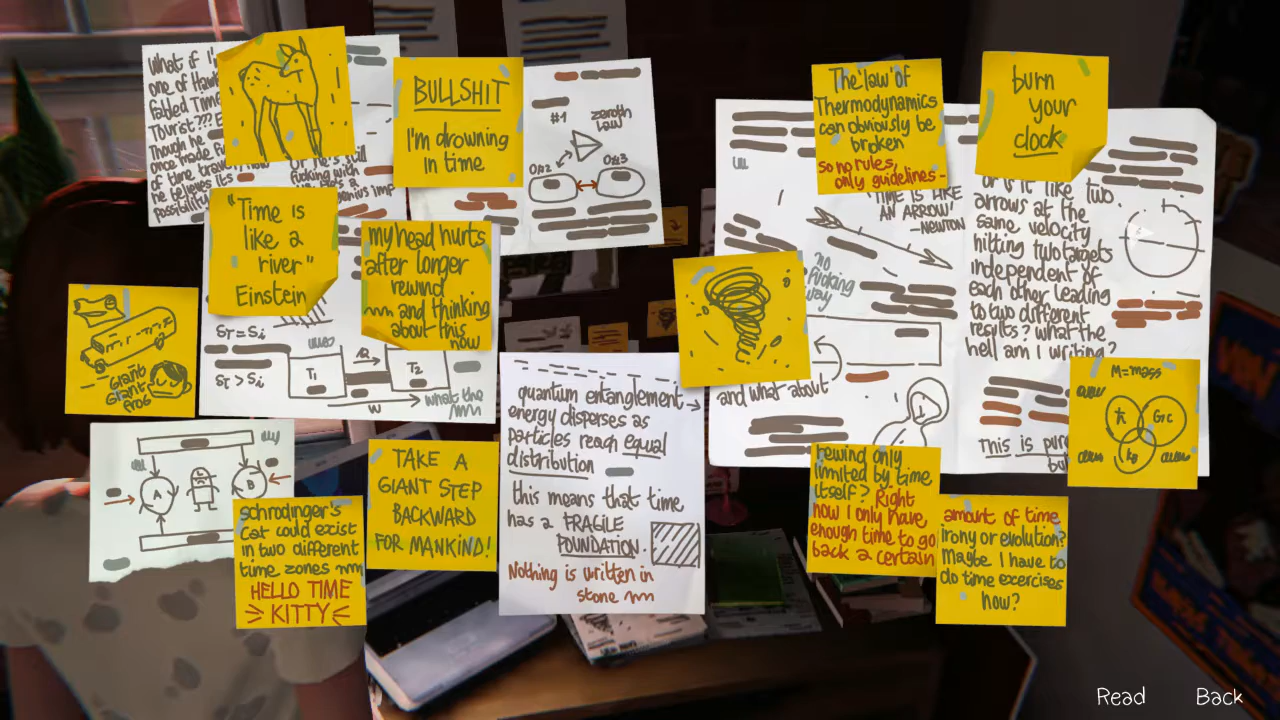 What if I'
one of Hawk
fabled Time
Tourist??? E
Though he
once made fu
of time trave
he believes its
possibility
now
Or he's still
fucking with
genius imp
BULLSHIT
I'm drowning
in time
#1
zeroth
law
"Time is
like a
river"
Einstein
my head hurts
after longer
rewind
and thinking
about this
now
GIANT
GIANT
frog
ST = Si
ST > Si
T1
R
T2
W
what the
A
B
schrodinger's
cat could exist
in two different
time zones
HELLO TIME
KITTY
TAKE A
GIANT STEP
BACKWARD
FOR MANKIND!
quantum entanglement
energy disperses as
particles reach equal
distribution
this means that time
has a FRAGILE
FOUNDATION.
Nothing is written in
stone
The 'law' of
Thermodynamics
can obviously be
broken
so no rules,
only guidelines-
burn
your
clock
"TIME IS LIKE
AN ARROW!"
-NEWTON
no
fucking
way
and what about
or is it like two
arrows at the
same velocity
hitting two targets
independent of
each other leading
to two different
results? what the
hell am I writing?
This is pure
M=mass
ħ
G:c
kB
rewind only
limited by time
itself? Right
now I only have
enough time to go
back a certain
amount of time,
irony or evolution?
Maybe I have to
do time exercises
now?
Read
Back